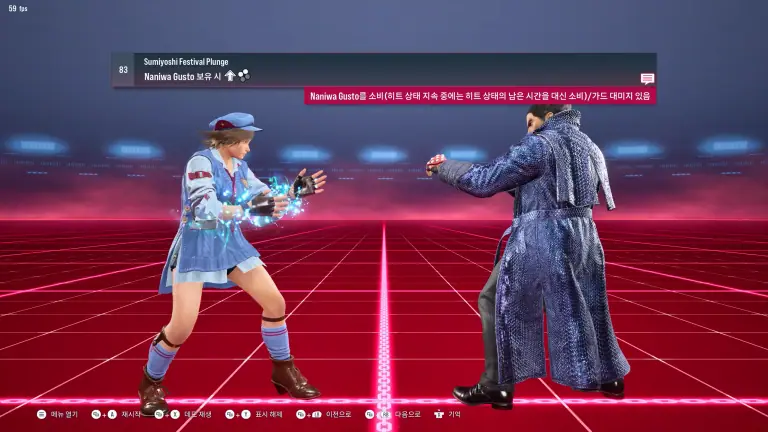 59 fps
83
Sumiyoshi Festival Plunge
Naniwa Gusto 보유 시
Naniwa Gusto를 소비(히트 상태 지속 중에는 히트 상태의 남은 시간을 대신 소비)/가드 대미지 있음
메뉴 열기 + 재시작 + 데모 재생 + 표시 해제 + 이전으로 다음으로 기억